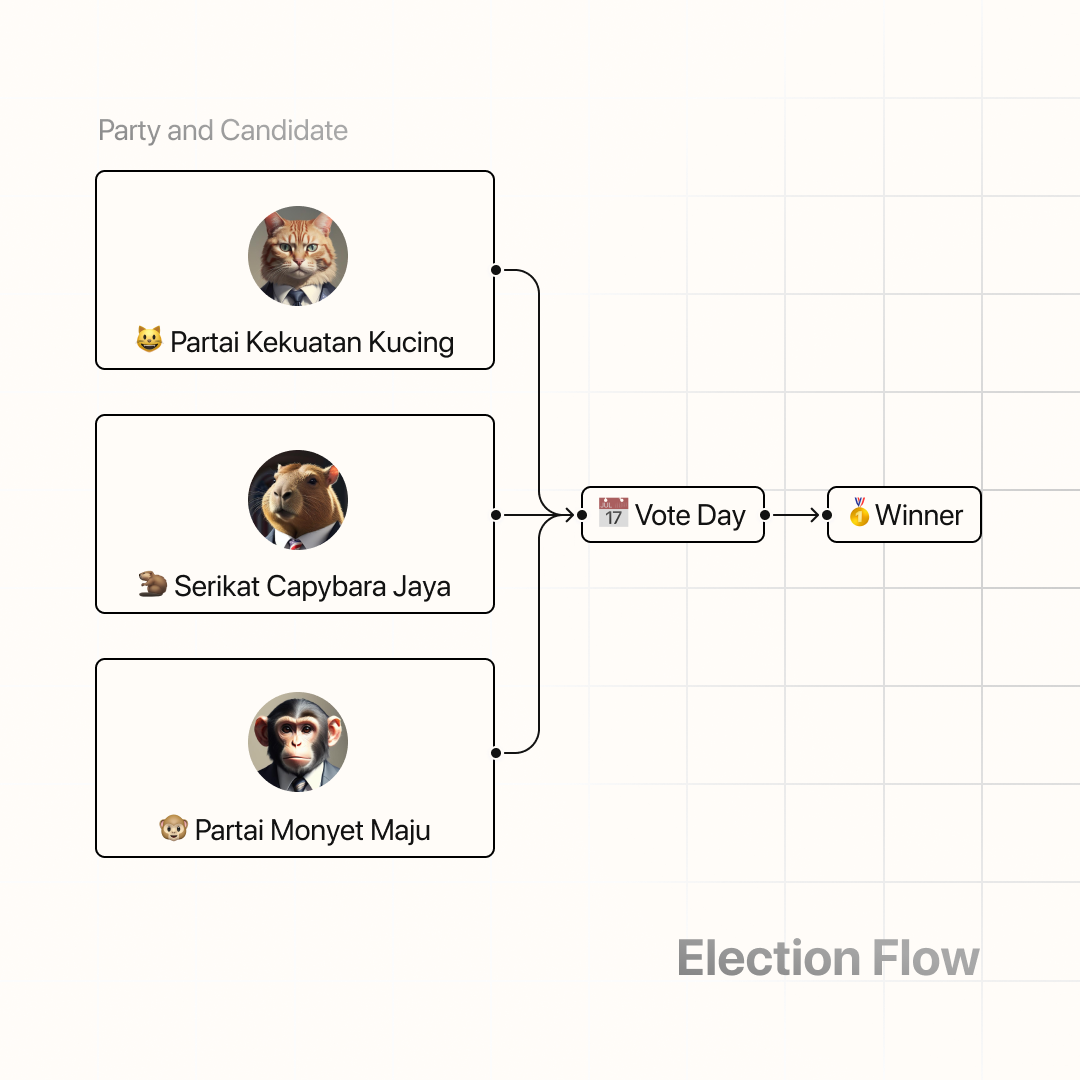 Party and Candidate
😺 Partai Kekuatan Kucing
🦫 Serikat Capybara Jaya
🐵 Partai Monyet Maju
📅 Vote Day
🥇 Winner
Election Flow